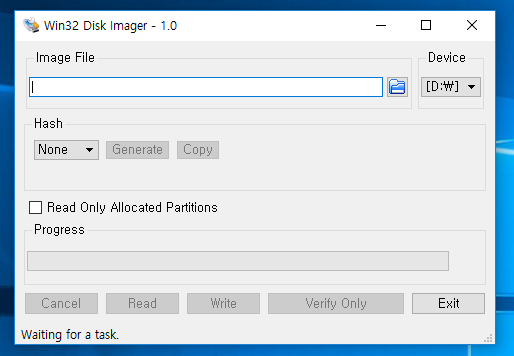 Win32 Disk Imager - 1.0
Image File
Device
[D:₩]
Hash
None
Generate
Copy
Read Only Allocated Partitions
Progress
Cancel
Read
Write
Verify Only
Exit
Waiting for a task.